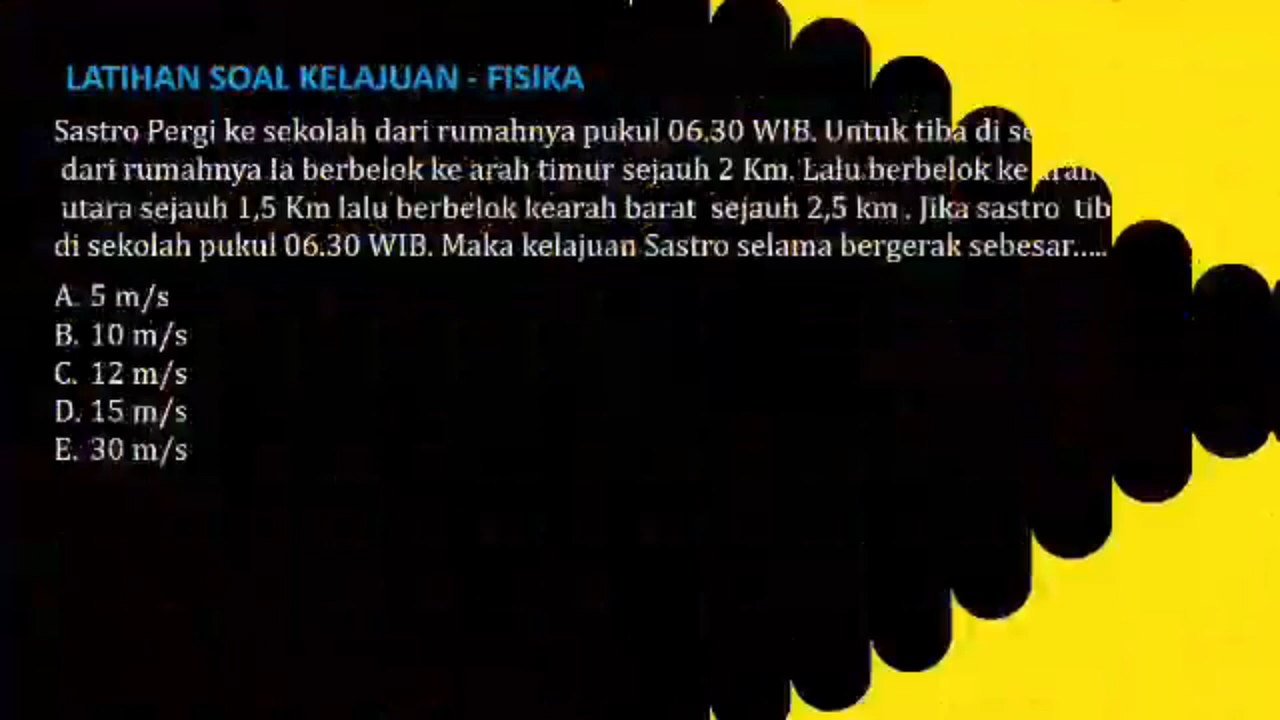 LATIHAN SOAL KELAJUAN - FISIKA
Sastro Pergi ke sekolah dari rumahnya pukul 06.30 WIB. Untuk tiba di
dari rumahnya Ia berbelok ke arah timur sejauh 2 Km. Lalu berbelok ke arah
utara sejauh 1,5 Km lalu berbelok kearah barat sejauh 2,5 km . Jika sastro tib
di sekolah pukul 06.30 WIB. Maka kelajuan Sastro selama bergerak sebesar.....
A. 5 m/s
B. 10 m/s
C. 12 m/s
D. 15 m/s
E. 30 m/s